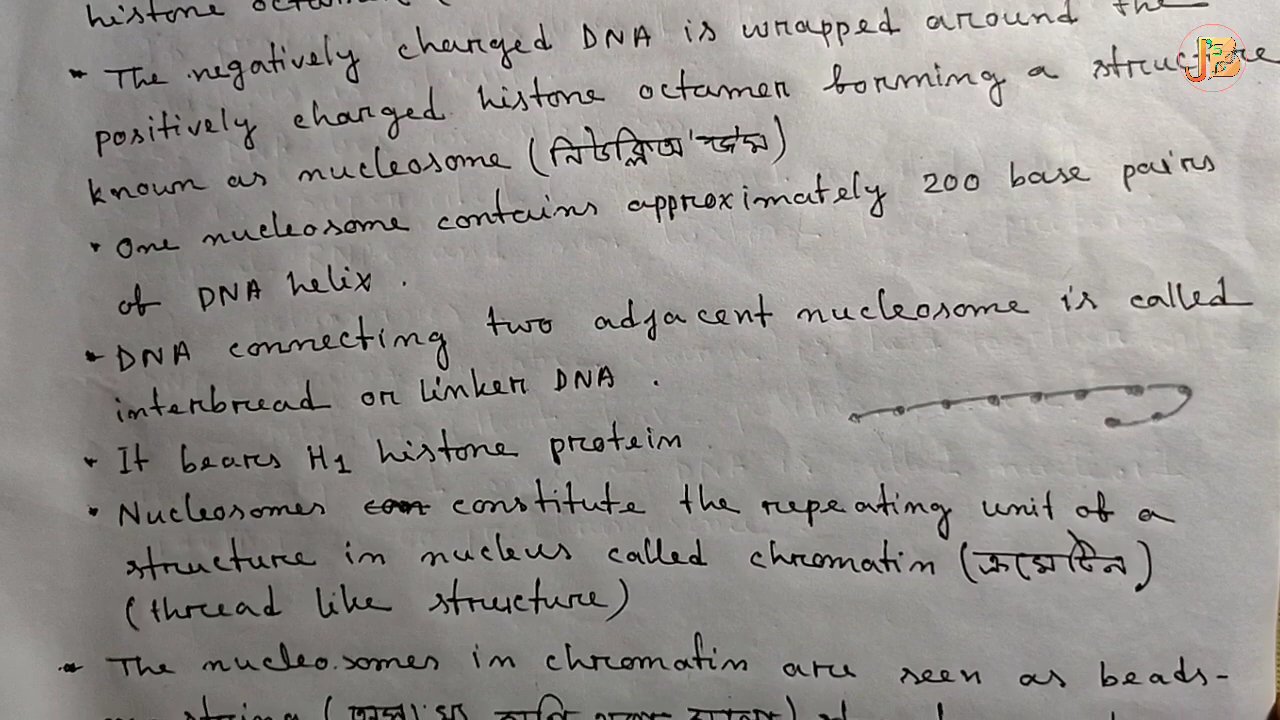 histone
* The negatively charged DNA is wrapped around the
positively charged histone octamer forming a structure
known as nucleosome (
• One nucleosome contains approximately 200 base pairs
of DNA helix.
• DNA connecting two adjacent nucleosome is called
interbread or linker DNA.
• It bears H1 histone protein
• Nucleosomes constitute the repeating unit of a
structure in nucleus called chromatin (ক্রমেটিন)
(thread like structure)
• The nucleosomes in chromatin are seen as beads-
string (